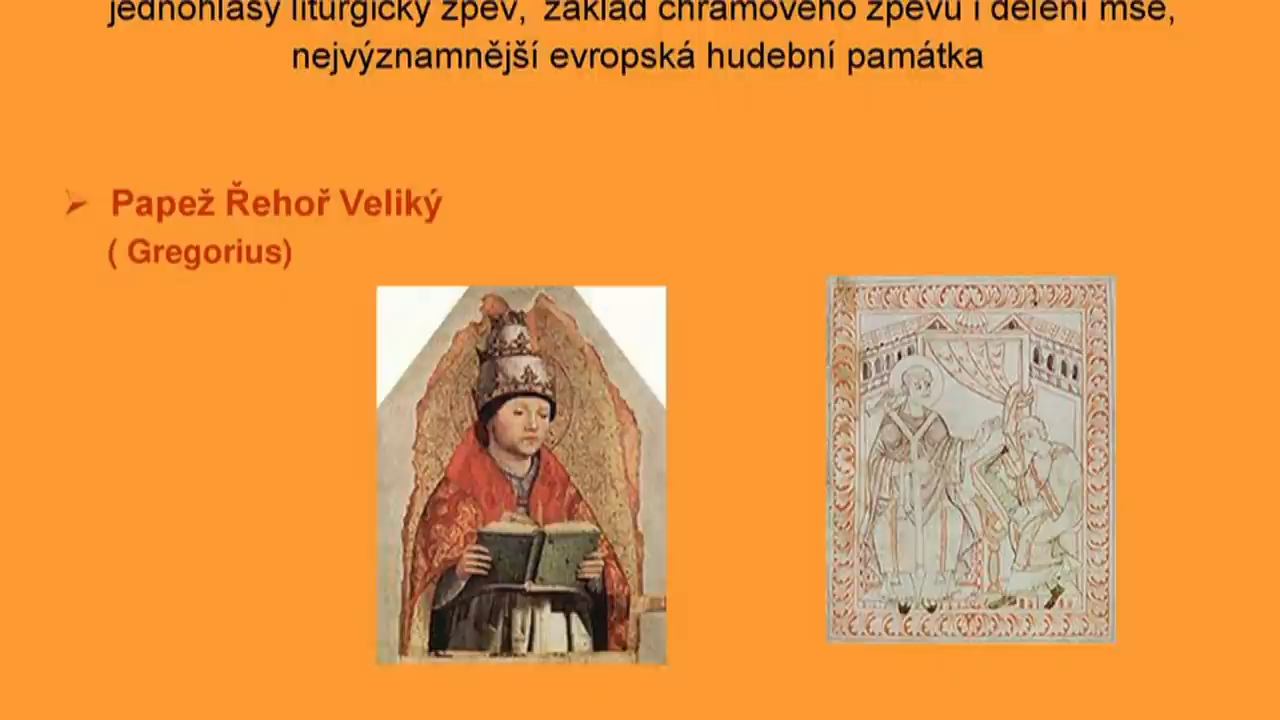 jednohlasý liturgický zpěv, základ chrámového zpěvu i dělení mše,
nejvýznamnější evropská hudební památka
Papež Řehoř Veliký
( Gregorius)